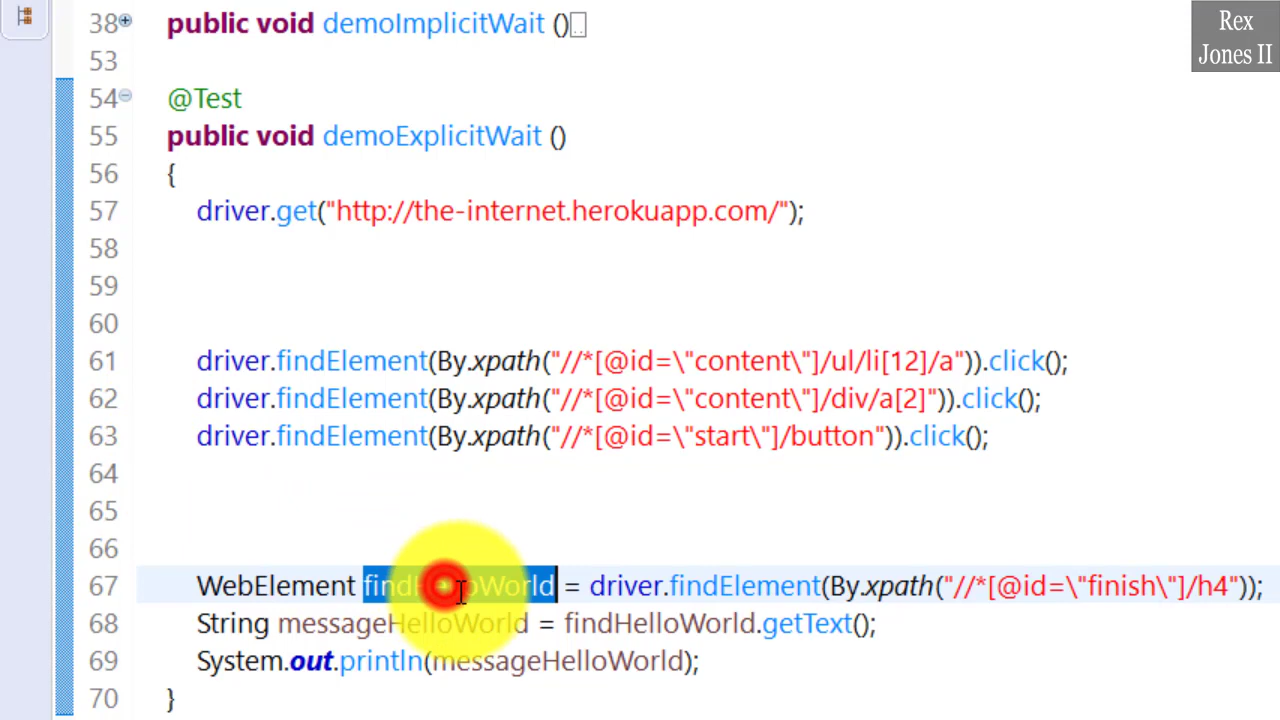 Rex
Jones II
38 public void demoImplicitWait ()
53
54 @Test
55 public void demoExplicitWait ()
56 {
57 driver.get("http://the-internet.herokuapp.com/");
58
59
60
61 driver.findElement(By.xpath("//*[@id=\"content\"]/ul/li[12]/a")).click();
62 driver.findElement(By.xpath("//*[@id=\"content\"]/div/a[2]")).click();
63 driver.findElement(By.xpath("//*[@id=\"start\"]/button")).click();
64
65
66
67 WebElement findHelloWorld = driver.findElement(By.xpath("//*[@id=\"finish\"]/h4"));
68 String messageHelloWorld = findHelloWorld.getText();
69 System.out.println(messageHelloWorld);
70 }